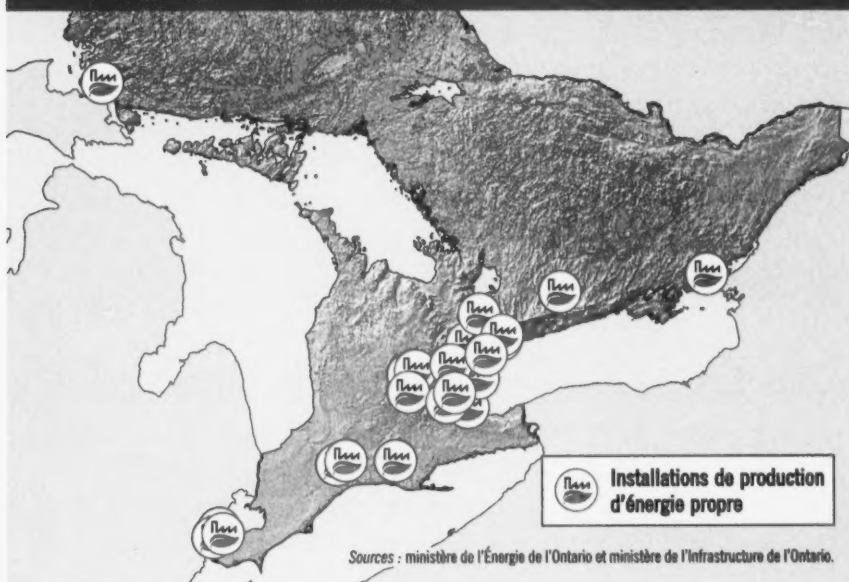 Installations de production
d'énergie propre
Sources : ministère de l'Énergie de l'Ontario et ministère de l'Infrastructure de l'Ontario.